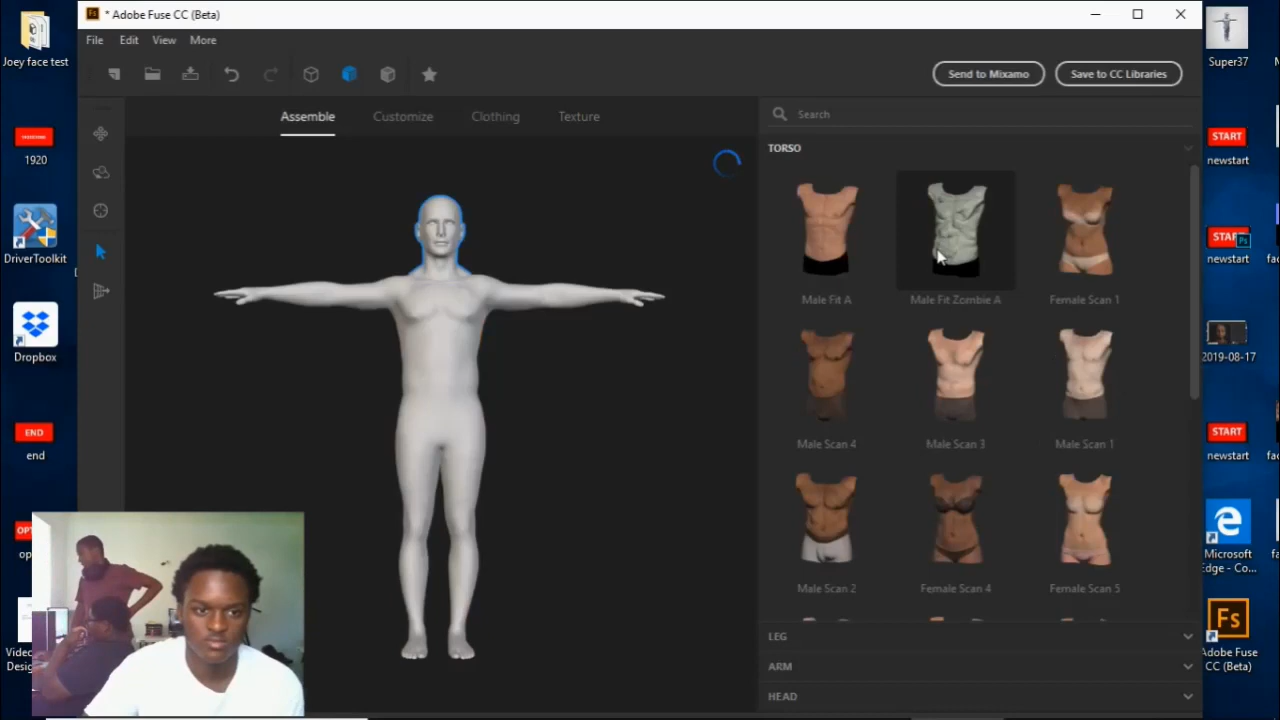 Joey face test
1920
DriverToolkit
Dropbox
END
end
Fs
* Adobe Fuse CC (Beta)
File Edit View More
Send to Mixamo
Save to CC Libraries
Assemble Customize Clothing Texture
Search
TORSO
Male Fit A
Male Fit Zombie A
Female Scan 1
Male Scan 4
Male Scan 3
Male Scan 1
Male Scan 2
Female Scan 4
Female Scan 5
LEG
ARM
HEAD
Super37
START
newstart
START
Ps
newstart
2019-08-17
START
newstart
Microsoft
Edge - Co...
Fs
Adobe Fuse
CC (Beta)